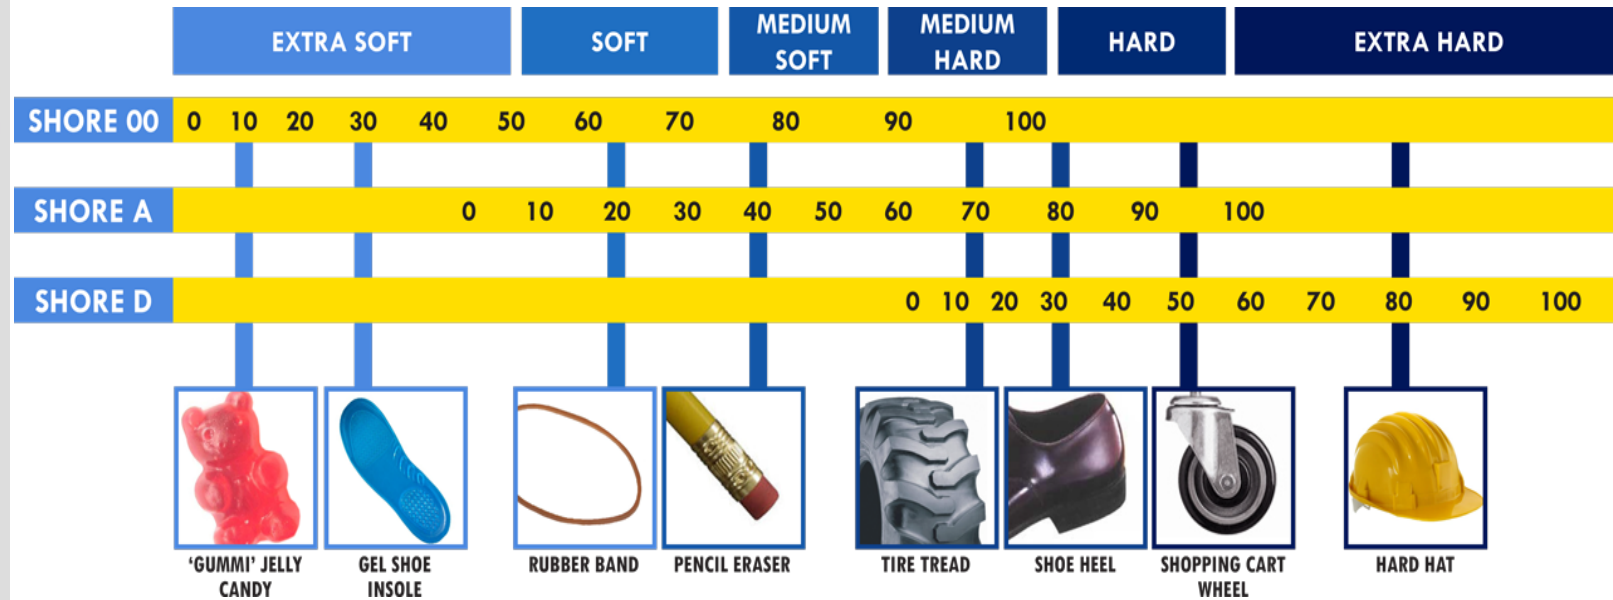 EXTRA SOFT
SOFT
MEDIUM
SOFT
MEDIUM
HARD
HARD
EXTRA HARD
SHORE 00 0 10 20 30 40 50 60 70 80 90 100
SHORE A 0 10 20 30 40 50 60 70 80 90 100
SHORE D 0 10 20 30 40 50 60 70 80 90 100
‘GUMMI’ JELLY
CANDY
GEL SHOE
INSOLE
RUBBER BAND
PENCIL ERASER
TIRE TREAD
SHOE HEEL
SHOPPING CART
WHEEL
HARD HAT